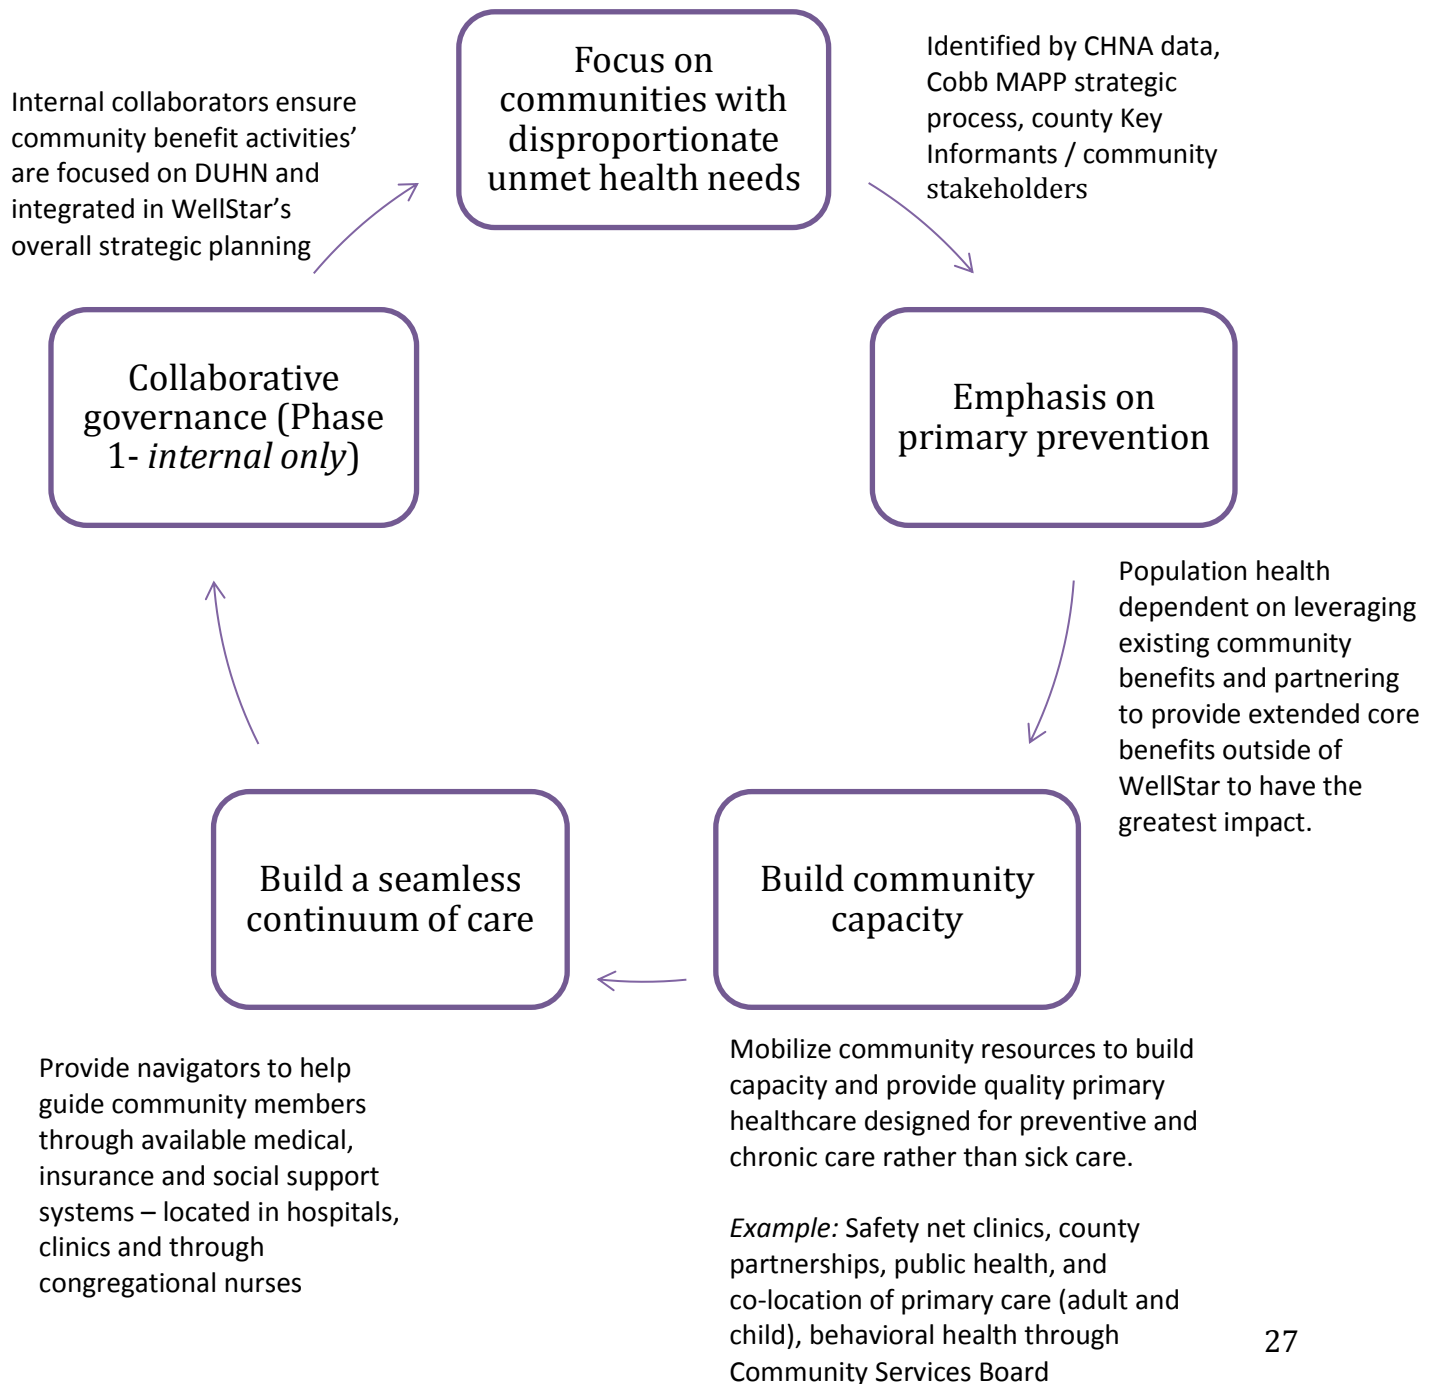 Focus on
communities with
disproportionate
unmet health needs
Identified by CHNA data,
Cobb MAPP strategic
process, county Key
Informants / community
stakeholders
Internal collaborators ensure
community benefit activities’
are focused on DUHN and
integrated in WellStar’s
overall strategic planning
Collaborative
governance (Phase
1- internal only)
Emphasis on
primary prevention
Population health
dependent on leveraging
existing community
benefits and partnering
to provide extended core
benefits outside of
WellStar to have the
greatest impact.
Build a seamless
continuum of care
Build community
capacity
Provide navigators to help
guide community members
through available medical,
insurance and social support
systems – located in hospitals,
clinics and through
congregational nurses
Mobilize community resources to build
capacity and provide quality primary
healthcare designed for preventive and
chronic care rather than sick care.
Example: Safety net clinics, county
partnerships, public health, and
co-location of primary care (adult and
child), behavioral health through
Community Services Board
27